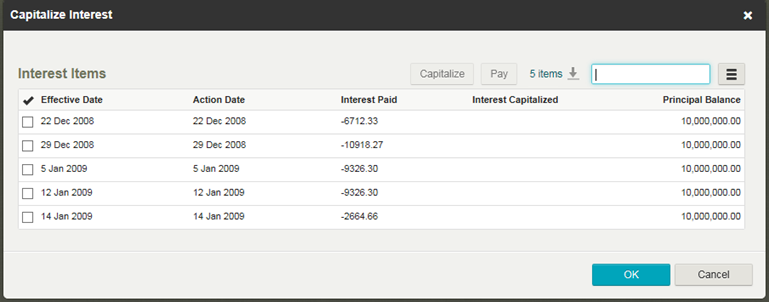 Capitalize Interest
Interest Items Capitalize Pay 5 items
Effective Date Action Date Interest Paid Interest Capitalized Principal Balance
22 Dec 2008 22 Dec 2008 -6712.33 10,000,000.00
29 Dec 2008 29 Dec 2008 -10918.27 10,000,000.00
5 Jan 2009 5 Jan 2009 -9326.30 10,000,000.00
12 Jan 2009 12 Jan 2009 -9326.30 10,000,000.00
14 Jan 2009 14 Jan 2009 -2664.66 10,000,000.00
OK Cancel